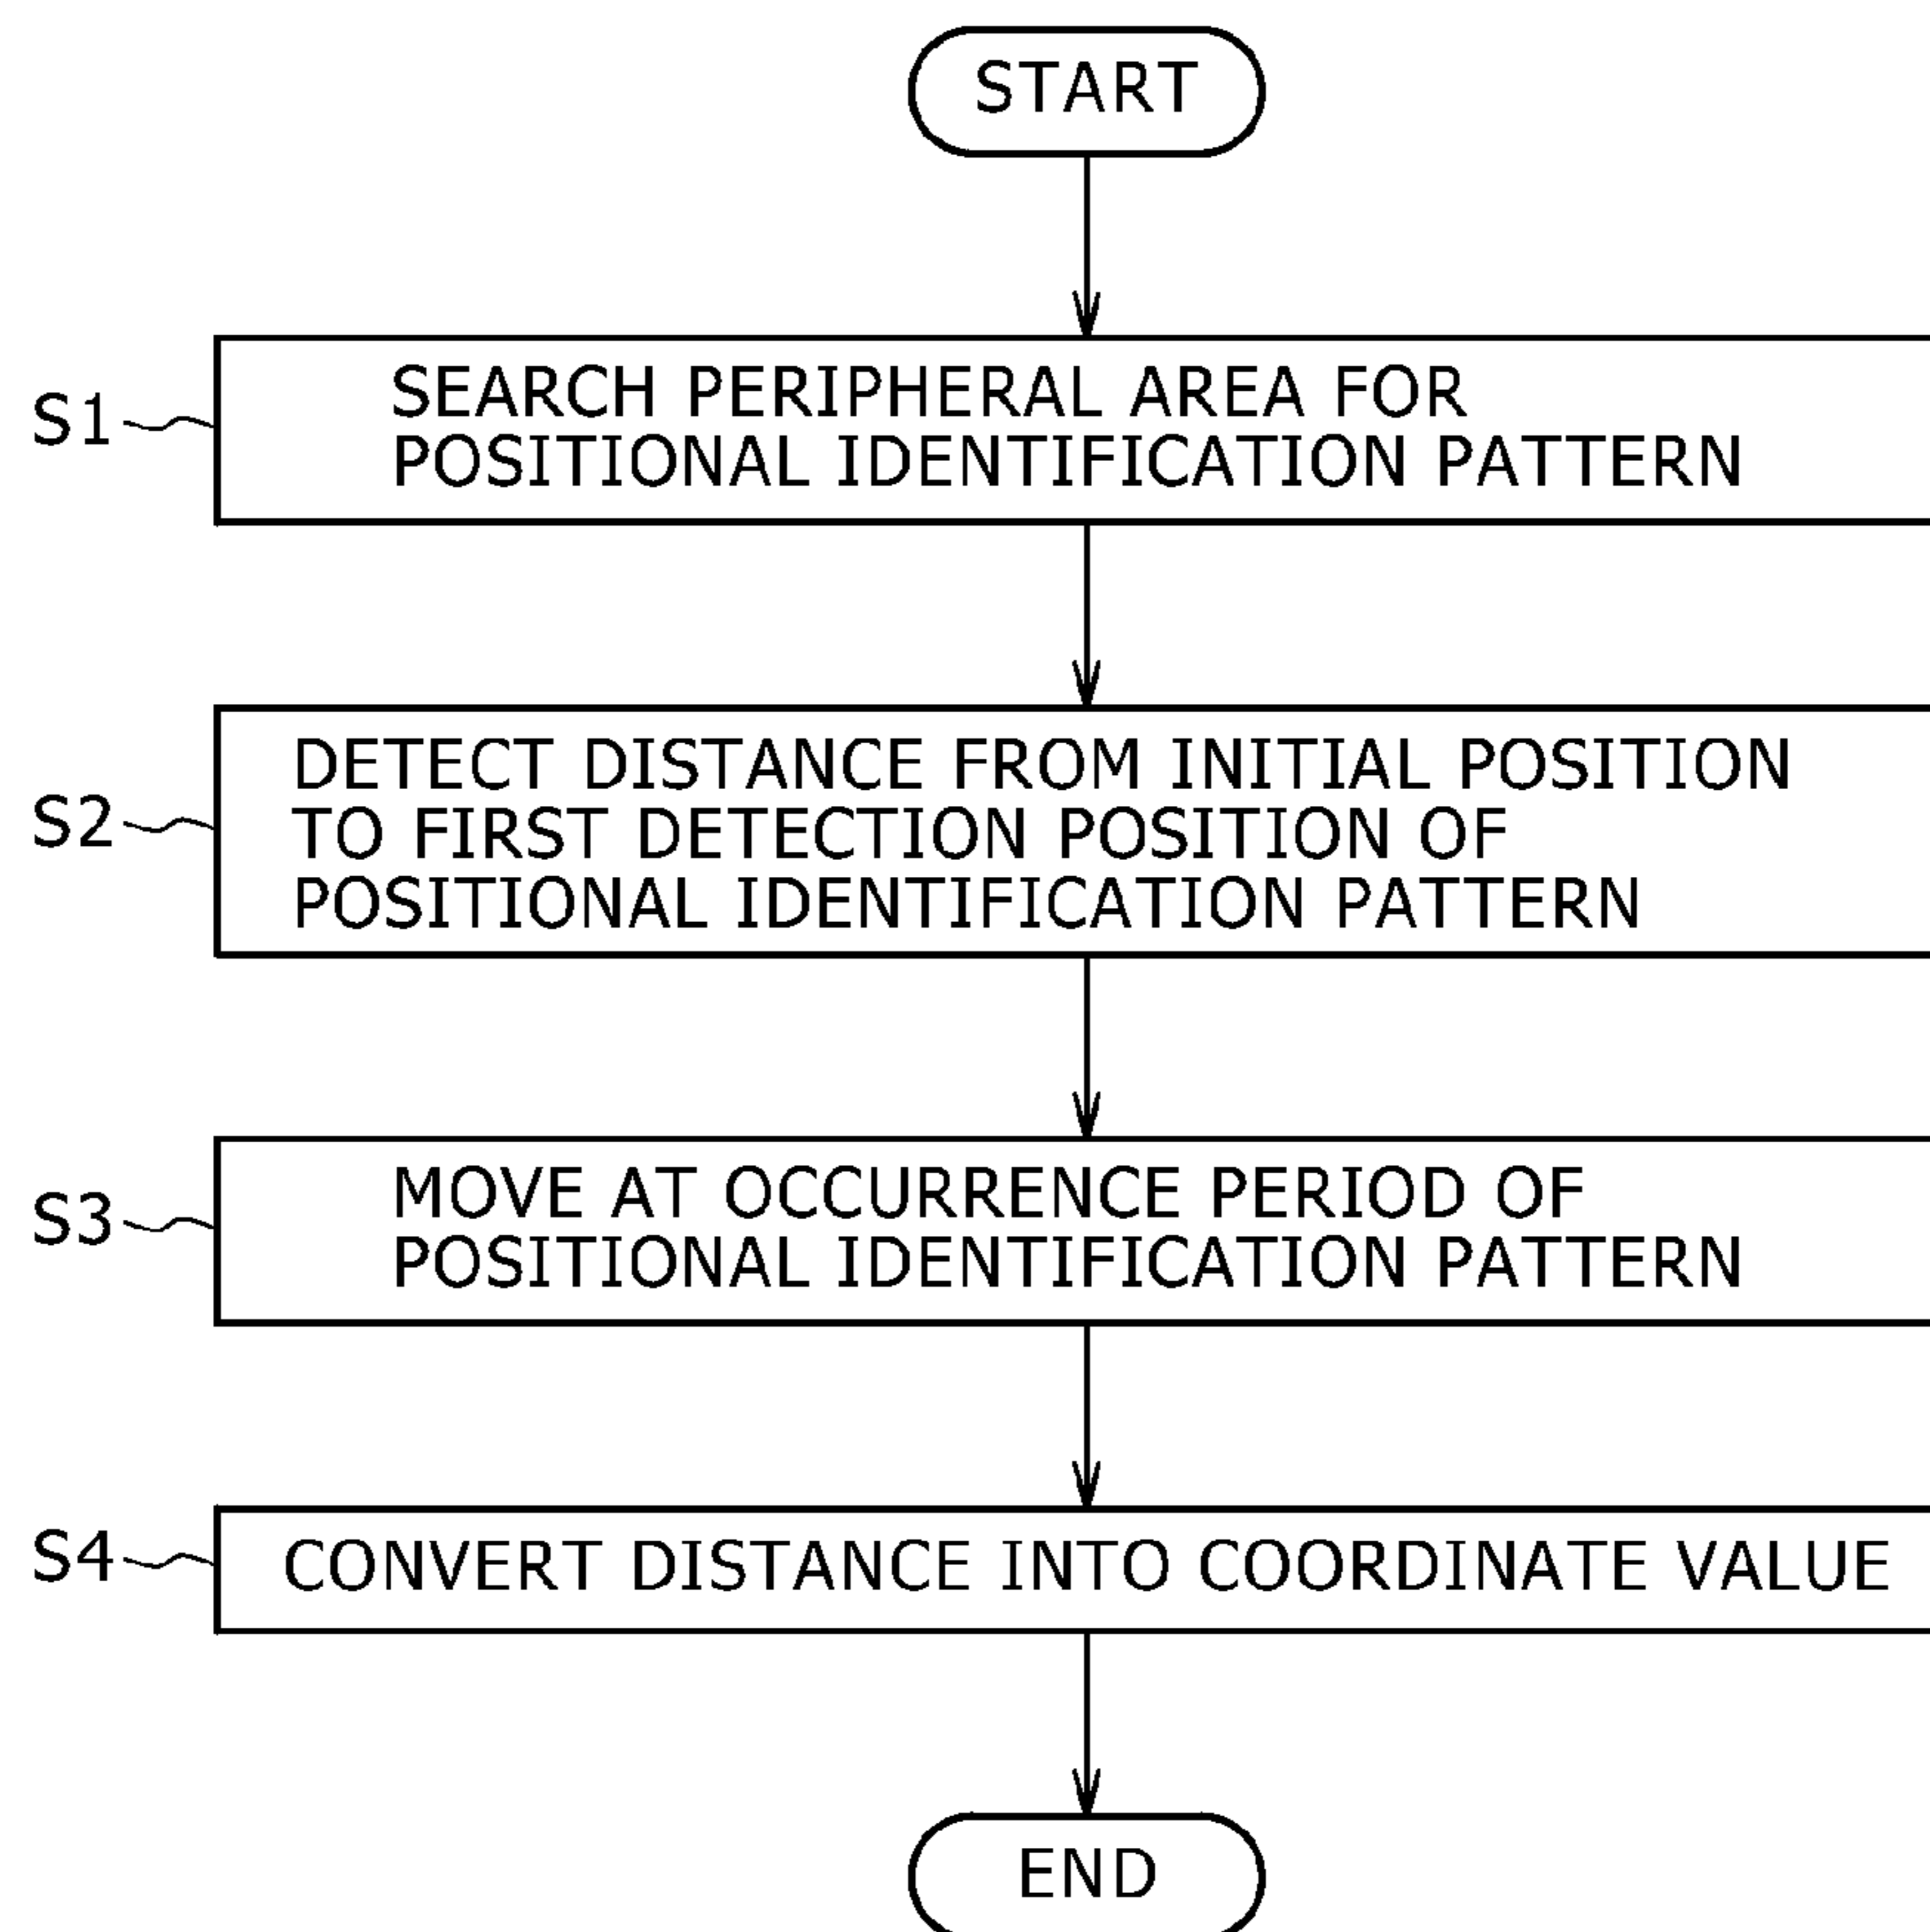 START
S1
SEARCH PERIPHERAL AREA FOR
POSITIONAL IDENTIFICATION PATTERN
S2
DETECT DISTANCE FROM INITIAL POSITION
TO FIRST DETECTION POSITION OF
POSITIONAL IDENTIFICATION PATTERN
S3
MOVE AT OCCURRENCE PERIOD OF
POSITIONAL IDENTIFICATION PATTERN
S4
CONVERT DISTANCE INTO COORDINATE VALUE
END